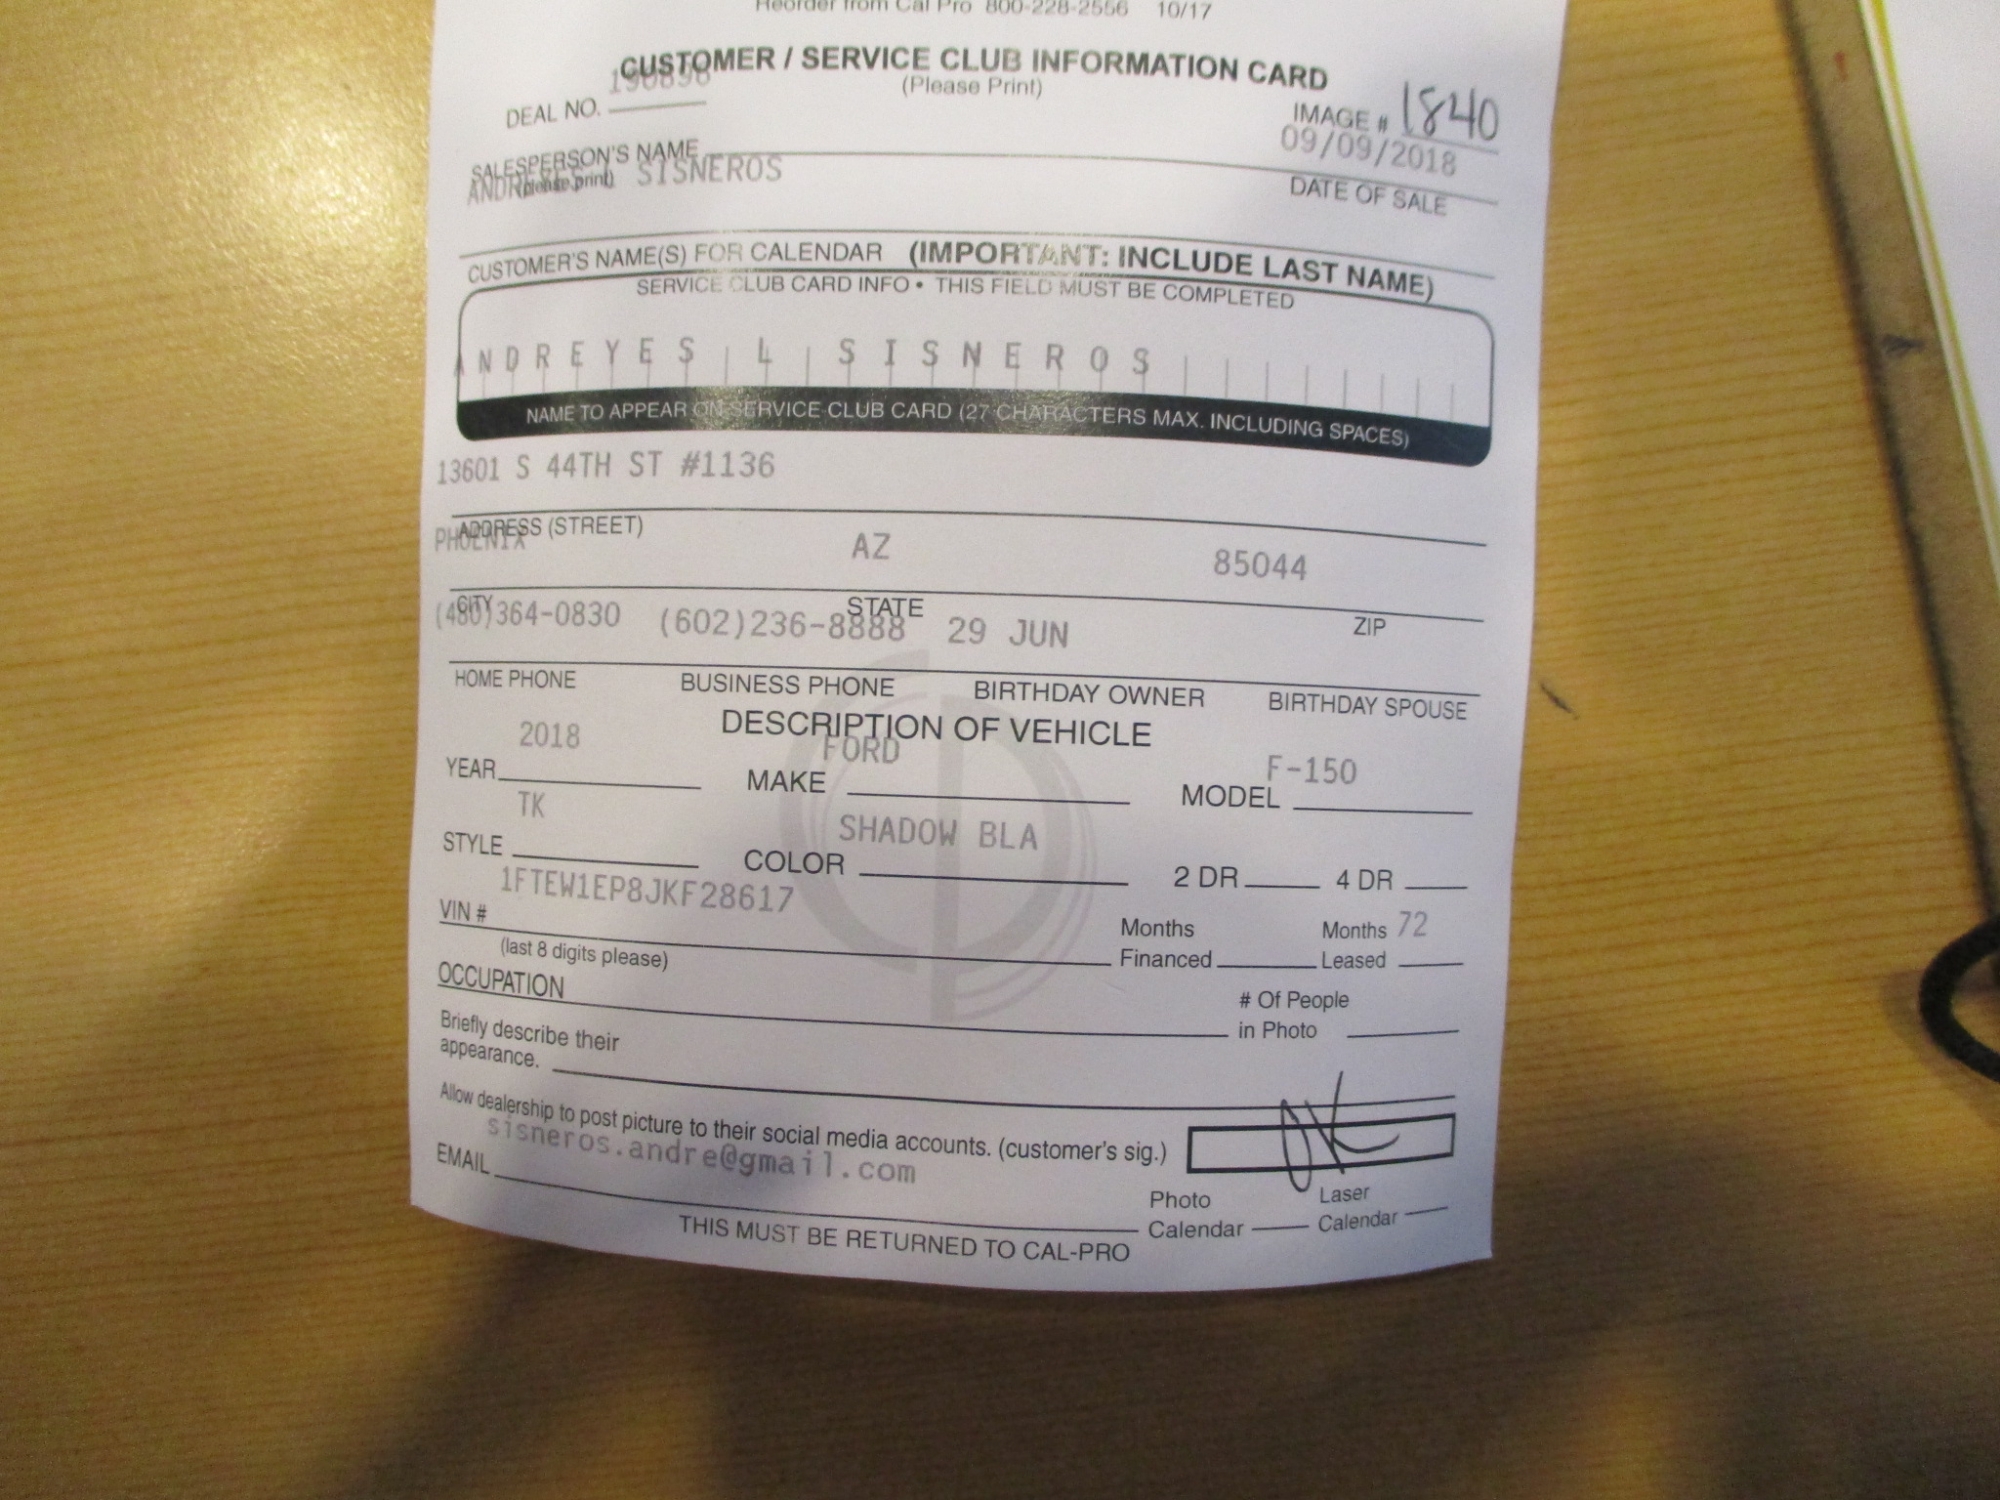 Reorder from Cal Pro 800-228-2556 10/17
CUSTOMER / SERVICE CLUB INFORMATION CARD
(Please Print)
DEAL NO. 190896
IMAGE # 1840
09/09/2018
DATE OF SALE
SALESPERSON'S NAME
(please print)
ANDREYES L SISNEROS
CUSTOMER'S NAME(S) FOR CALENDAR (IMPORTANT: INCLUDE LAST NAME)
SERVICE CLUB CARD INFO • THIS FIELD MUST BE COMPLETED
ANDREYES L SISNEROS
NAME TO APPEAR ON SERVICE CLUB CARD (27 CHARACTERS MAX. INCLUDING SPACES)
13601 S 44TH ST #1136
ADDRESS (STREET)
PHOENIX AZ 85044
CITY STATE ZIP
(480)364-0830 (602)236-8888 29 JUN
HOME PHONE BUSINESS PHONE BIRTHDAY OWNER BIRTHDAY SPOUSE
DESCRIPTION OF VEHICLE
2018 FORD F-150
YEAR MAKE MODEL
TK SHADOW BLA
STYLE COLOR 2 DR 4 DR
1FTEW1EP8JKF28617
VIN #
(last 8 digits please)
Months Financed Months Leased 72
OCCUPATION
# Of People in Photo
Briefly describe their
appearance.
Allow dealership to post picture to their social media accounts. (customer's sig.)
sisneros.andre@gmail.com
EMAIL
Photo Calendar Laser Calendar
THIS MUST BE RETURNED TO CAL-PRO